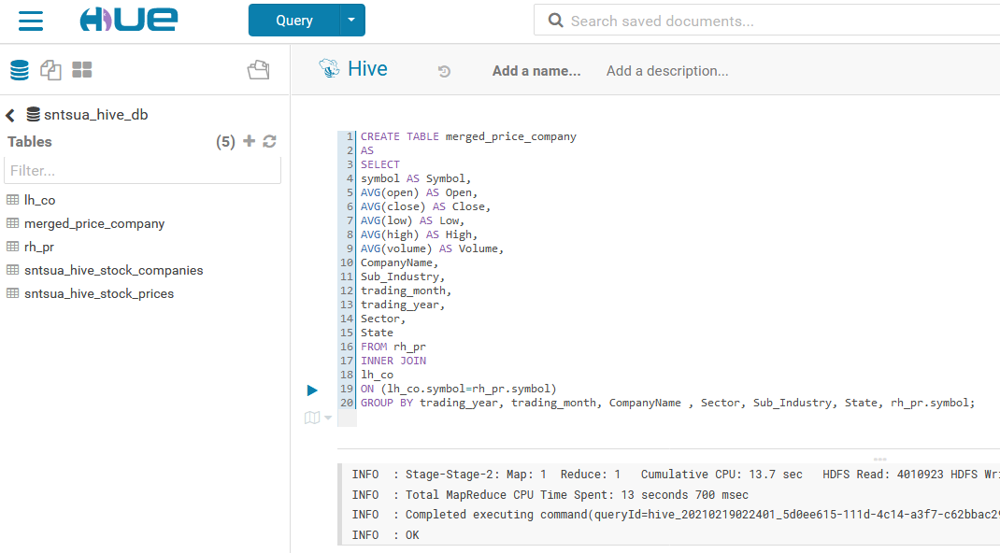 HUE
Query
Search saved documents...
sntsua_hive_db
Tables (5)
Filter...
lh_co
merged_price_company
rh_pr
sntsua_hive_stock_companies
sntsua_hive_stock_prices
Hive Add a name... Add a description...
1 CREATE TABLE merged_price_company
2 AS
3 SELECT
4 symbol AS Symbol,
5 AVG(open) AS Open,
6 AVG(close) AS Close,
7 AVG(low) AS Low,
8 AVG(high) AS High,
9 AVG(volume) AS Volume,
10 CompanyName,
11 Sub_Industry,
12 trading_month,
13 trading_year,
14 Sector,
15 State
16 FROM rh_pr
17 INNER JOIN
18 lh_co
19 ON (lh_co.symbol=rh_pr.symbol)
20 GROUP BY trading_year, trading_month, CompanyName , Sector, Sub_Industry, State, rh_pr.symbol;
INFO : Stage-Stage-2: Map: 1 Reduce: 1 Cumulative CPU: 13.7 sec HDFS Read: 4010923 HDFS Wri
INFO : Total MapReduce CPU Time Spent: 13 seconds 700 msec
INFO : Completed executing command(queryId=hive_20210219022401_5d0ee615-111d-4c14-a3f7-c62bbac29
INFO : OK